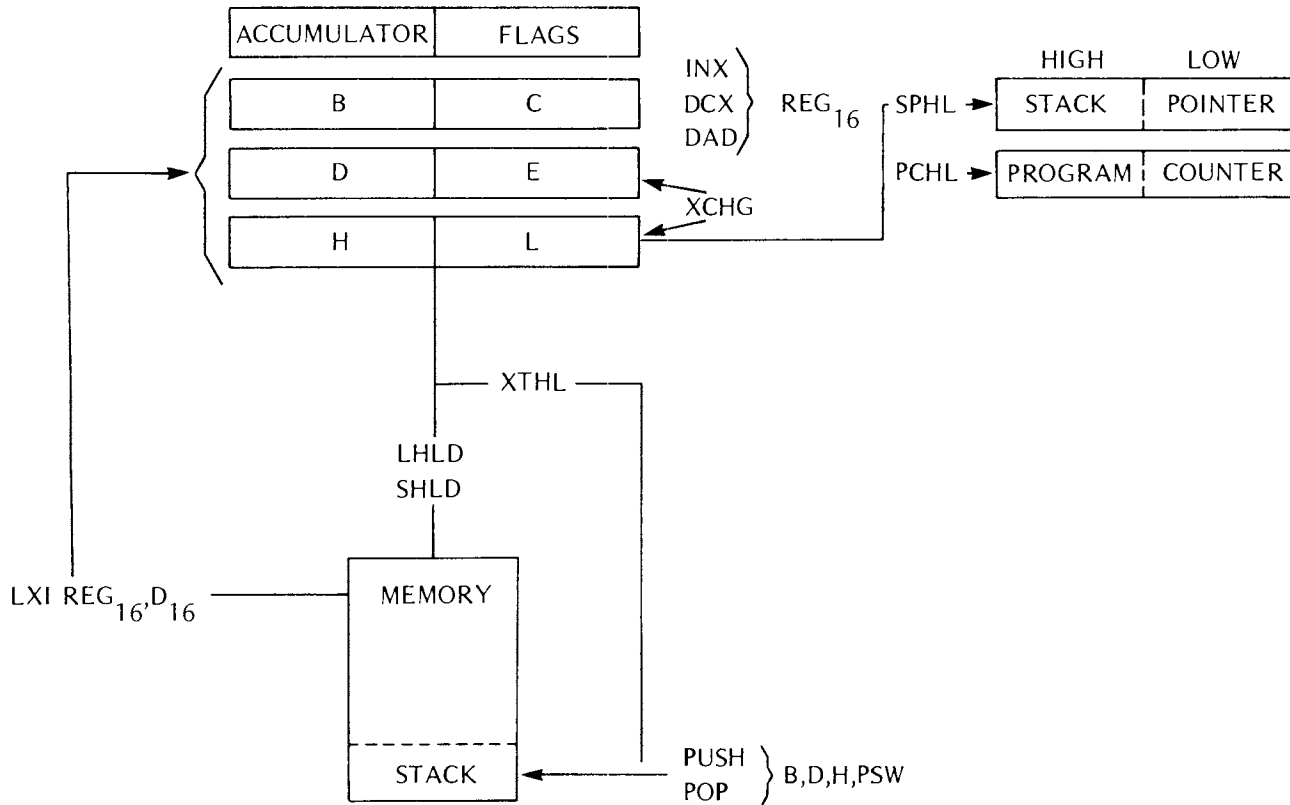 ACCUMULATOR FLAGS
B C
D E
H L
INX
DCX
DAD
REG16
XCHG
HIGH LOW
SPHL STACK POINTER
PCHL PROGRAM COUNTER
XTHL
LHLD
SHLD
LXI REG16,D16
MEMORY
STACK
PUSH
POP
B,D,H,PSW